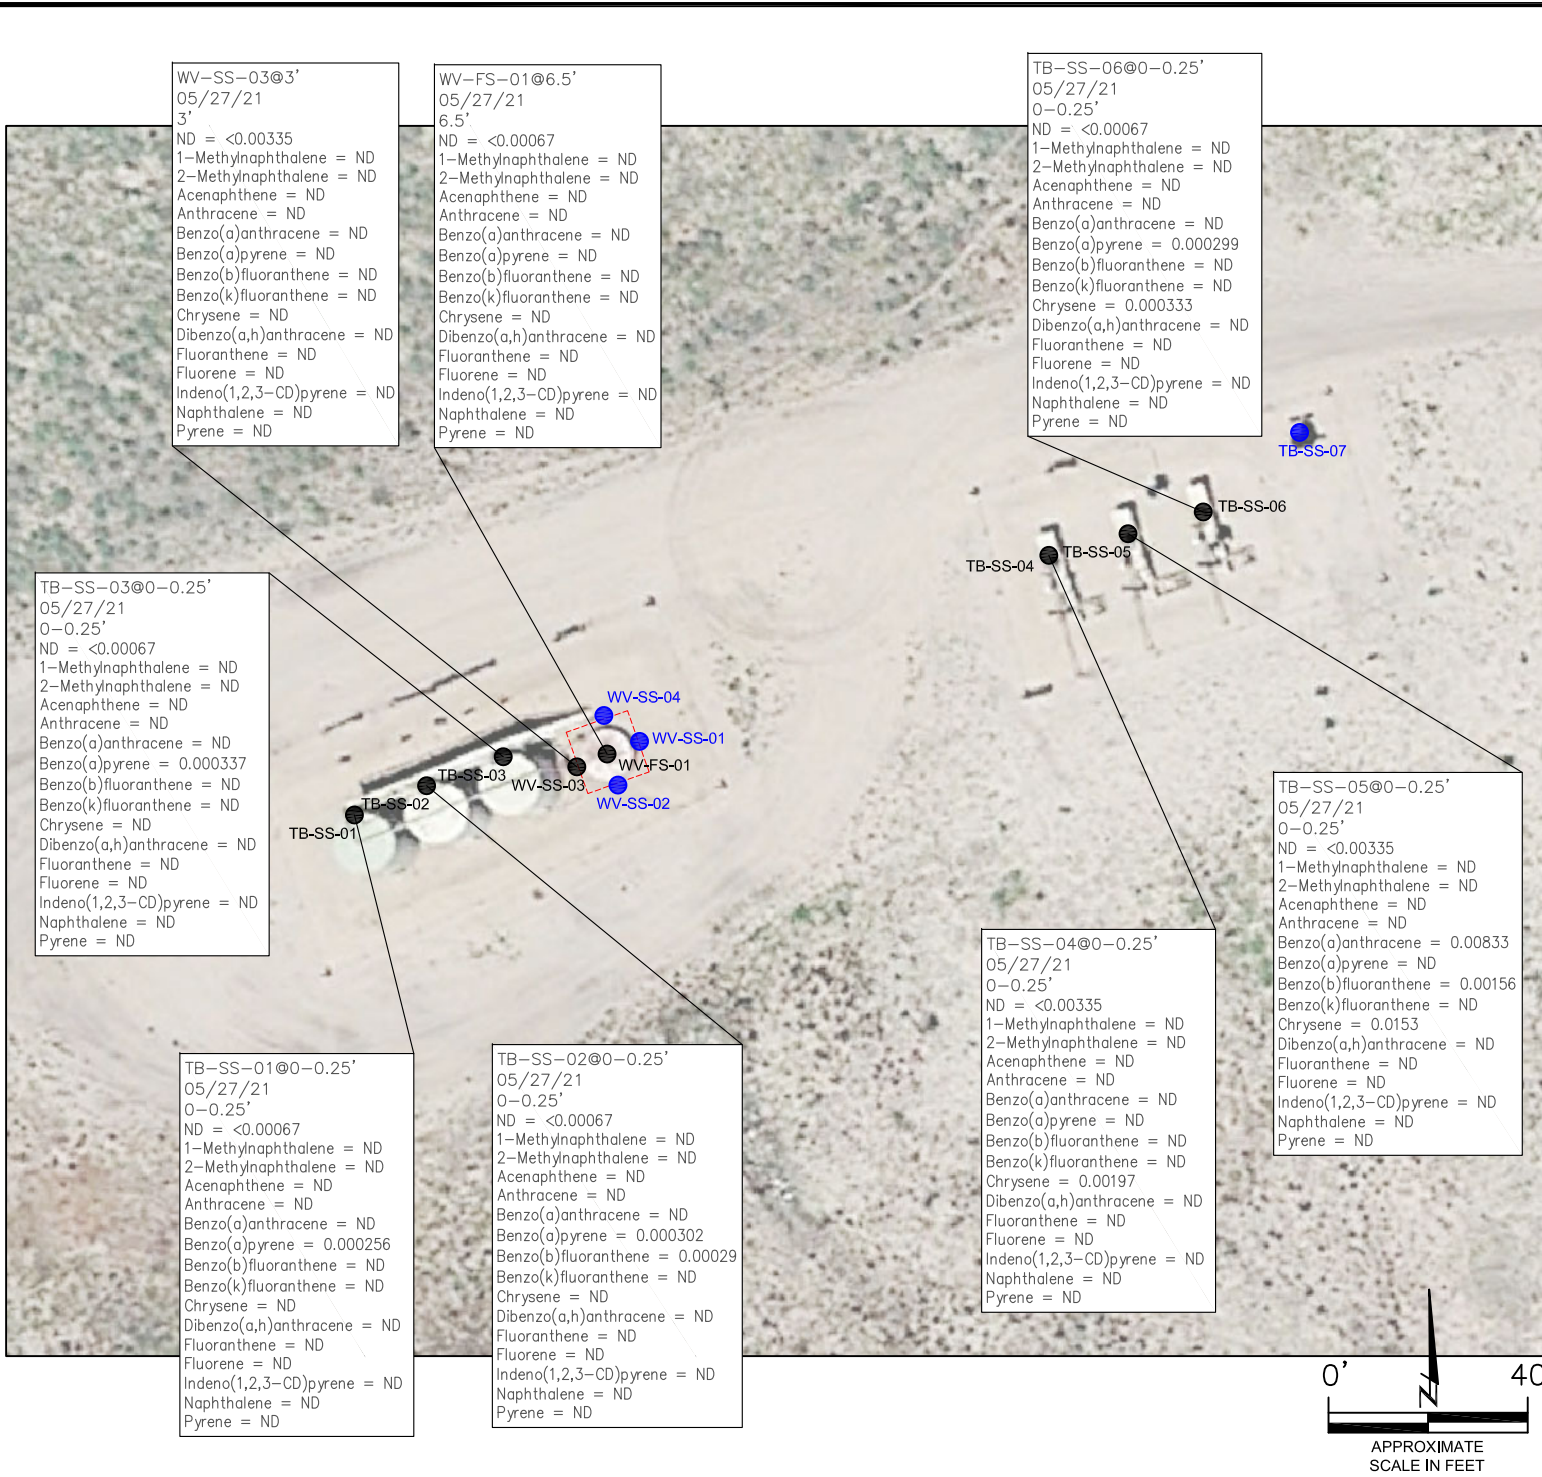 WV-SS-03@3'
05/27/21
3'
ND = <0.00335
1-Methylnaphthalene = ND
2-Methylnaphthalene = ND
Acenaphthene = ND
Anthracene = ND
Benzo(a)anthracene = ND
Benzo(a)pyrene = ND
Benzo(b)fluoranthene = ND
Benzo(k)fluoranthene = ND
Chrysene = ND
Dibenzo(a,h)anthracene = ND
Fluoranthene = ND
Fluorene = ND
Indeno(1,2,3-CD)pyrene = ND
Naphthalene = ND
Pyrene = ND
WV-FS-01@6.5'
05/27/21
6.5'
ND = <0.00067
1-Methylnaphthalene = ND
2-Methylnaphthalene = ND
Acenaphthene = ND
Anthracene = ND
Benzo(a)anthracene = ND
Benzo(a)pyrene = ND
Benzo(b)fluoranthene = ND
Benzo(k)fluoranthene = ND
Chrysene = ND
Dibenzo(a,h)anthracene = ND
Fluoranthene = ND
Fluorene = ND
Indeno(1,2,3-CD)pyrene = ND
Naphthalene = ND
Pyrene = ND
TB-SS-06@0-0.25'
05/27/21
0-0.25'
ND = <0.00067
1-Methylnaphthalene = ND
2-Methylnaphthalene = ND
Acenaphthene = ND
Anthracene = ND
Benzo(a)anthracene = ND
Benzo(a)pyrene = 0.000299
Benzo(b)fluoranthene = ND
Benzo(k)fluoranthene = ND
Chrysene = 0.000333
Dibenzo(a,h)anthracene = ND
Fluoranthene = ND
Fluorene = ND
Indeno(1,2,3-CD)pyrene = ND
Naphthalene = ND
Pyrene = ND
TB-SS-07
TB-SS-06
TB-SS-05
TB-SS-04
TB-SS-03@0-0.25'
05/27/21
0-0.25'
ND = <0.00067
1-Methylnaphthalene = ND
2-Methylnaphthalene = ND
Acenaphthene = ND
Anthracene = ND
Benzo(a)anthracene = ND
Benzo(a)pyrene = 0.000337
Benzo(b)fluoranthene = ND
Benzo(k)fluoranthene = ND
Chrysene = ND
Dibenzo(a,h)anthracene = ND
Fluoranthene = ND
Fluorene = ND
Indeno(1,2,3-CD)pyrene = ND
Naphthalene = ND
Pyrene = ND
WV-SS-04
WV-SS-01
WV-FS-01
TB-SS-03
WV-SS-03
WV-SS-02
TB-SS-02
TB-SS-01
TB-SS-05@0-0.25'
05/27/21
0-0.25'
ND = <0.00335
1-Methylnaphthalene = ND
2-Methylnaphthalene = ND
Acenaphthene = ND
Anthracene = ND
Benzo(a)anthracene = 0.00833
Benzo(a)pyrene = ND
Benzo(b)fluoranthene = 0.00156
Benzo(k)fluoranthene = ND
Chrysene = 0.0153
Dibenzo(a,h)anthracene = ND
Fluoranthene = ND
Fluorene = ND
Indeno(1,2,3-CD)pyrene = ND
Naphthalene = ND
Pyrene = ND
TB-SS-04@0-0.25'
05/27/21
0-0.25'
ND = <0.00335
1-Methylnaphthalene = ND
2-Methylnaphthalene = ND
Acenaphthene = ND
Anthracene = ND
Benzo(a)anthracene = ND
Benzo(a)pyrene = ND
Benzo(b)fluoranthene = ND
Benzo(k)fluoranthene = ND
Chrysene = 0.00197
Dibenzo(a,h)anthracene = ND
Fluoranthene = ND
Fluorene = ND
Indeno(1,2,3-CD)pyrene = ND
Naphthalene = ND
Pyrene = ND
TB-SS-01@0-0.25'
05/27/21
0-0.25'
ND = <0.00067
1-Methylnaphthalene = ND
2-Methylnaphthalene = ND
Acenaphthene = ND
Anthracene = ND
Benzo(a)anthracene = ND
Benzo(a)pyrene = 0.000256
Benzo(b)fluoranthene = ND
Benzo(k)fluoranthene = ND
Chrysene = ND
Dibenzo(a,h)anthracene = ND
Fluoranthene = ND
Fluorene = ND
Indeno(1,2,3-CD)pyrene = ND
Naphthalene = ND
Pyrene = ND
TB-SS-02@0-0.25'
05/27/21
0-0.25'
ND = <0.00067
1-Methylnaphthalene = ND
2-Methylnaphthalene = ND
Acenaphthene = ND
Anthracene = ND
Benzo(a)anthracene = ND
Benzo(a)pyrene = 0.000302
Benzo(b)fluoranthene = 0.00029
Benzo(k)fluoranthene = ND
Chrysene = ND
Dibenzo(a,h)anthracene = ND
Fluoranthene = ND
Fluorene = ND
Indeno(1,2,3-CD)pyrene = ND
Naphthalene = ND
Pyrene = ND
0' 40
N
APPROXIMATE
SCALE IN FEET